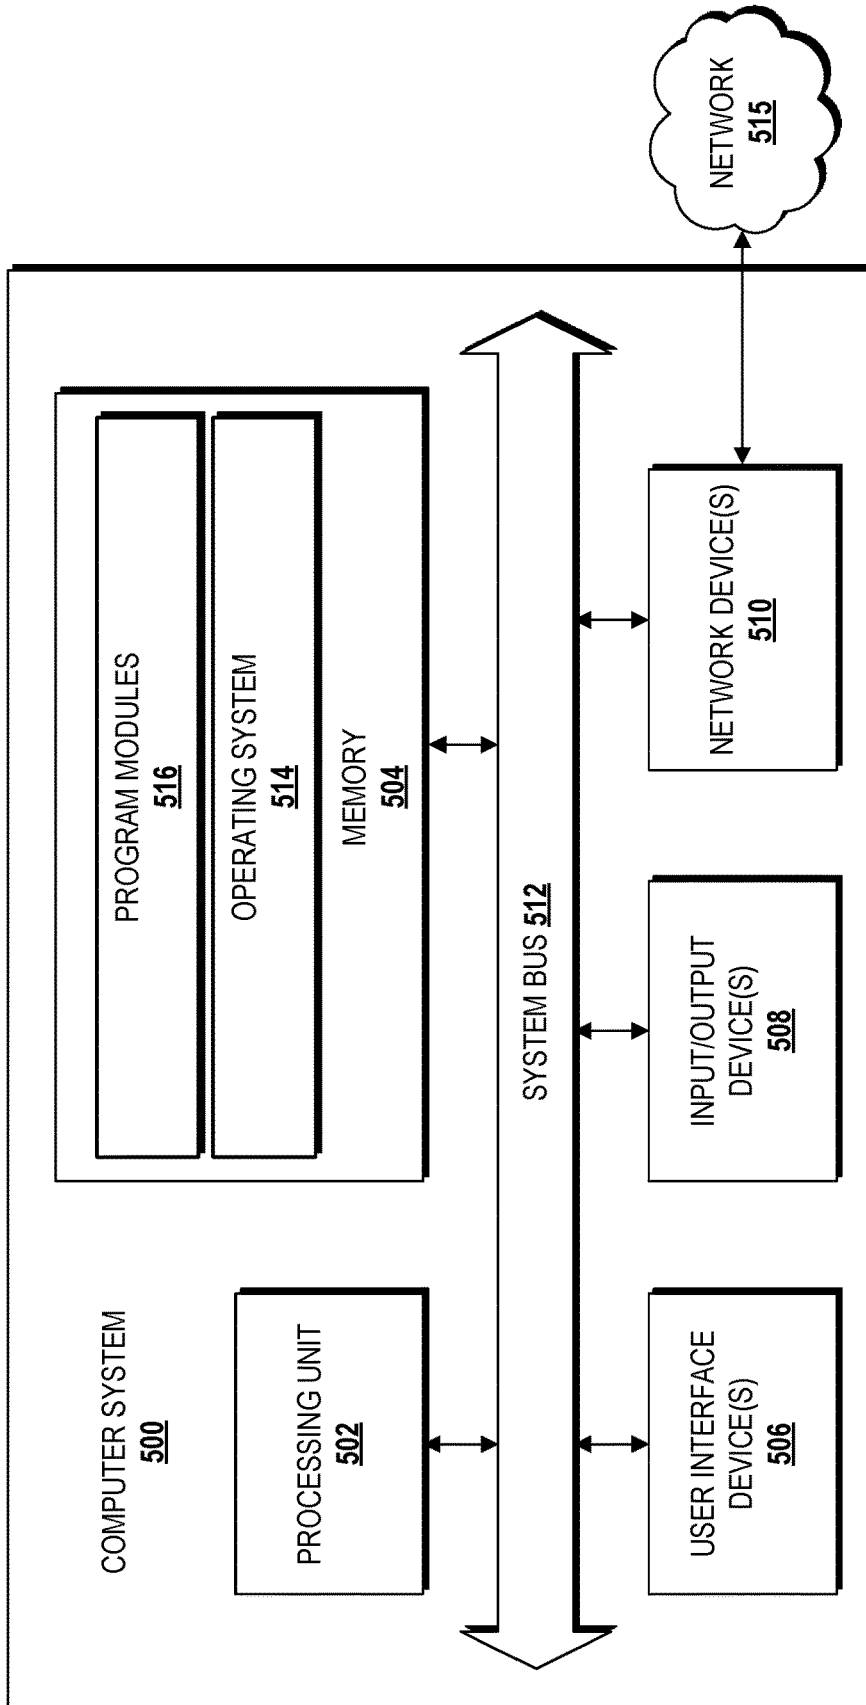 COMPUTER SYSTEM
500
PROCESSING UNIT
502
PROGRAM MODULES
516
OPERATING SYSTEM
514
MEMORY
504
SYSTEM BUS 512
USER INTERFACE
DEVICE(S)
506
INPUT/OUTPUT
DEVICE(S)
508
NETWORK DEVICE(S)
510
NETWORK
515